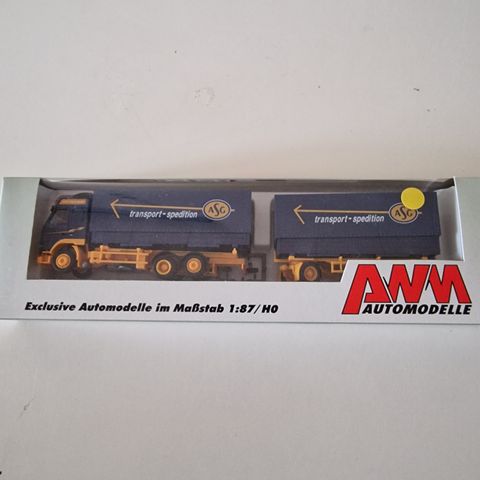 transport-spedition ASG
transport-spedition ASG
AWM
AUTOMODELLE
Exclusive Automodelle im Maßstab 1:87/H0